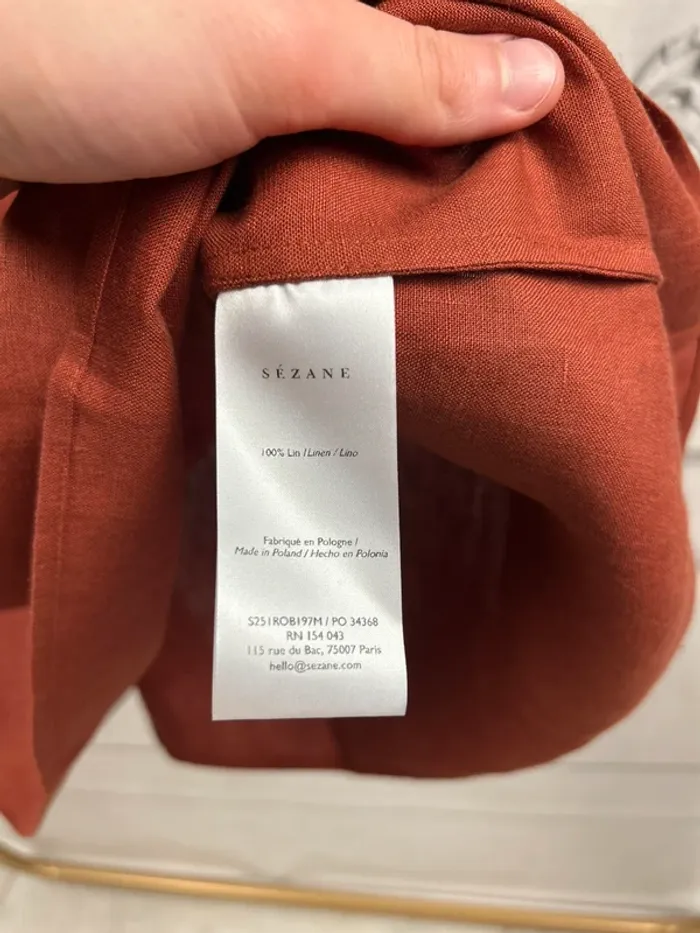 SÉZANE
100% Lin / Linen / Lino
Fabriqué en Pologne /
Made in Poland / Hecho en Polonia
S251ROB197M / PO 34368
RN 154 043
115 rue du Bac, 75007 Paris
hello@sezane.com